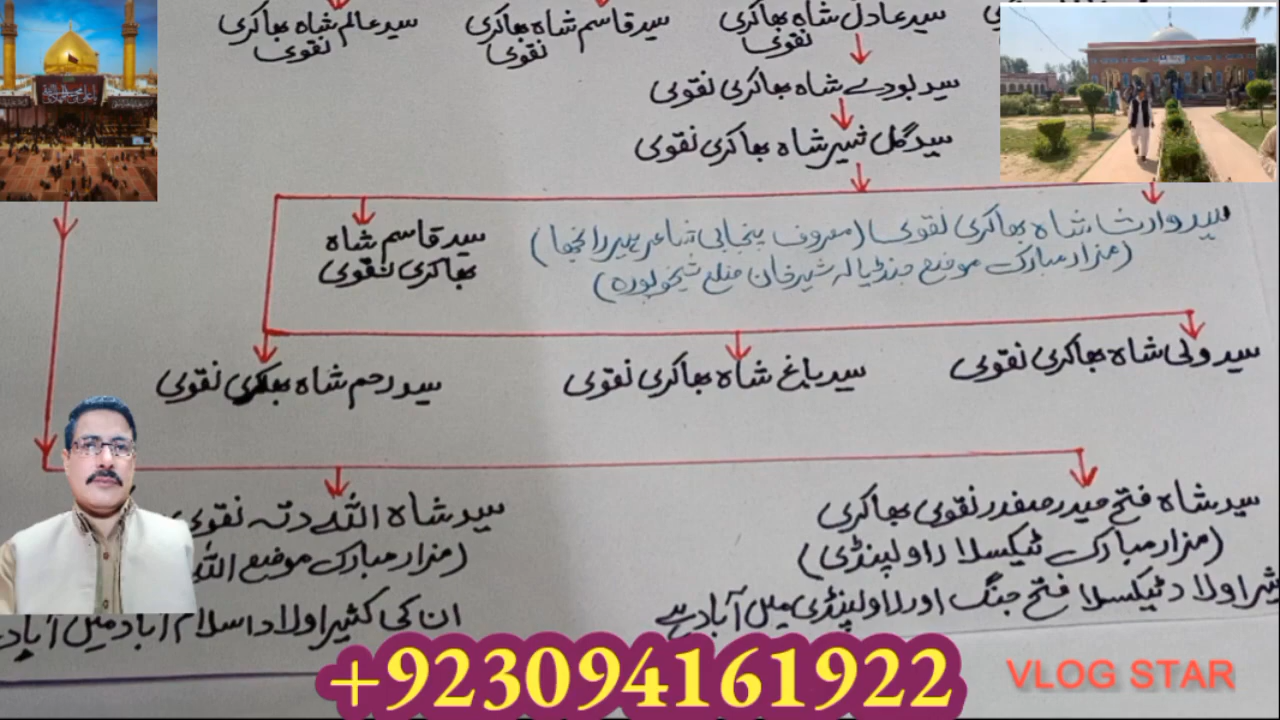 سید عادل شاہ بھاکری نقوی
سید قاسم شاہ بھاکری نقوی
سید عالم شاہ بھاکری نقوی
سید بودے شاہ بھاکری نقوی
سید گل شیر شاہ بھاکری نقوی
سید وارث شاہ بھاکری نقوی (معروف پنجابی شاعر ہیر رانجھا)
(مزار مبارک موضع جنڈیالہ شیر خان ضلع شیخوپورہ)
سید قاسم شاہ
بھاکری نقوی
سید ولی شاہ بھاکری نقوی
سید باغ شاہ بھاکری نقوی
سید رحم شاہ بھاکری نقوی
سید شاہ فتح حیدر صفدر نقوی بھاکری
(مزار مبارک ٹیکسلا راولپنڈی)
اولاد ٹیکسلا فتح جنگ اور راولپنڈی میں آباد ہے
سید شاہ اللہ دتہ نقوی
(مزار مبارک موضع اللہ
ان کی کثیر اولاد اسلام آباد میں آباد
+923094161922
VLOG STAR